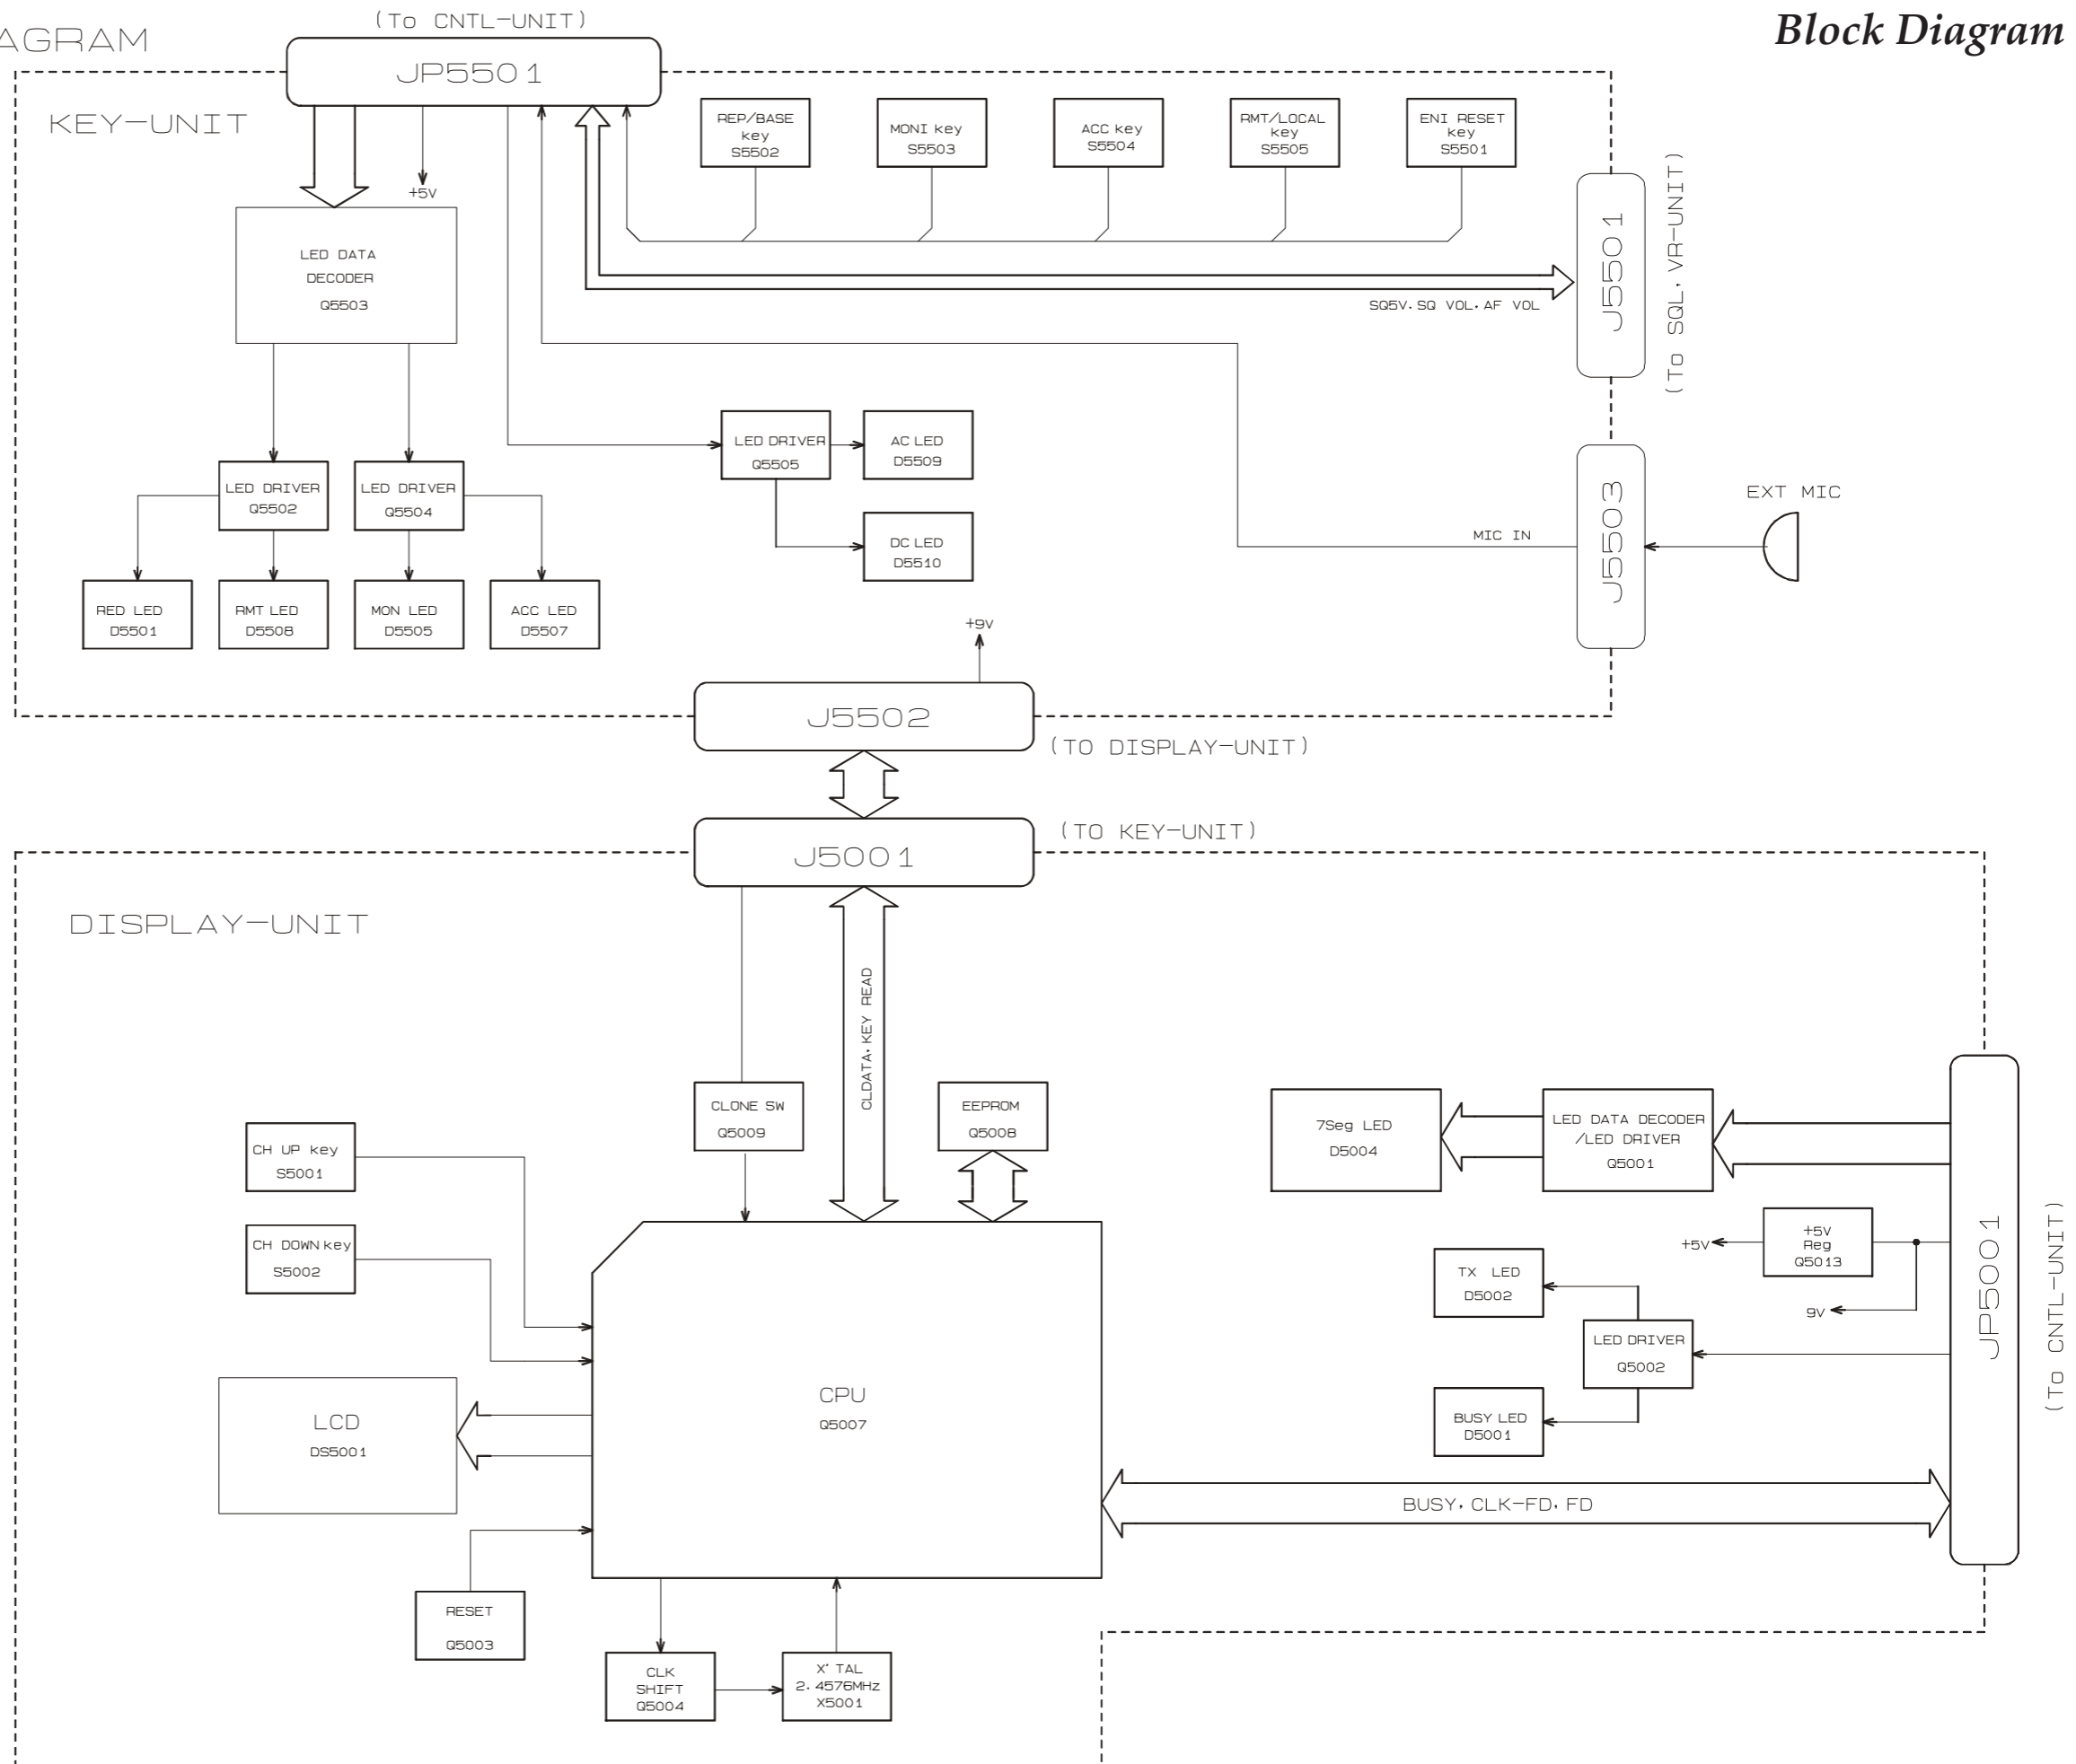 (To CNTL-UNIT)
Block Diagram
AGRAM
JP5501
KEY-UNIT
REP/BASE
key
S5502
MONI key
S5503
ACC key
S5504
RMT/LOCAL
key
S5505
ENI RESET
key
S5501
+5V
J5501
(To SQL, VR-UNIT)
LED DATA
DECODER
Q5503
SQ5V. SQ VOL. AF VOL
LED DRIVER
Q5505
AC LED
D5509
LED DRIVER
Q5502
LED DRIVER
Q5504
DC LED
D5510
MIC IN
J5503
EXT MIC
RED LED
D5501
RMT LED
D5508
MON LED
D5505
ACC LED
D5507
+9V
J5502
(TO DISPLAY-UNIT)
J5001
(TO KEY-UNIT)
DISPLAY-UNIT
CLDATA, KEY READ
CLONE SW
Q5009
EEPROM
Q5008
7Seg LED
D5004
LED DATA DECODER
/LED DRIVER
Q5001
CH UP key
S5001
CH DOWN key
S5002
+5V
+5V
Reg
Q5013
9V
JP5001
(To CNTL-UNIT)
TX LED
D5002
LED DRIVER
Q5002
BUSY LED
D5001
CPU
Q5007
LCD
DS5001
BUSY, CLK-FD, FD
RESET
Q5003
CLK
SHIFT
Q5004
X' TAL
2.4576MHz
X5001